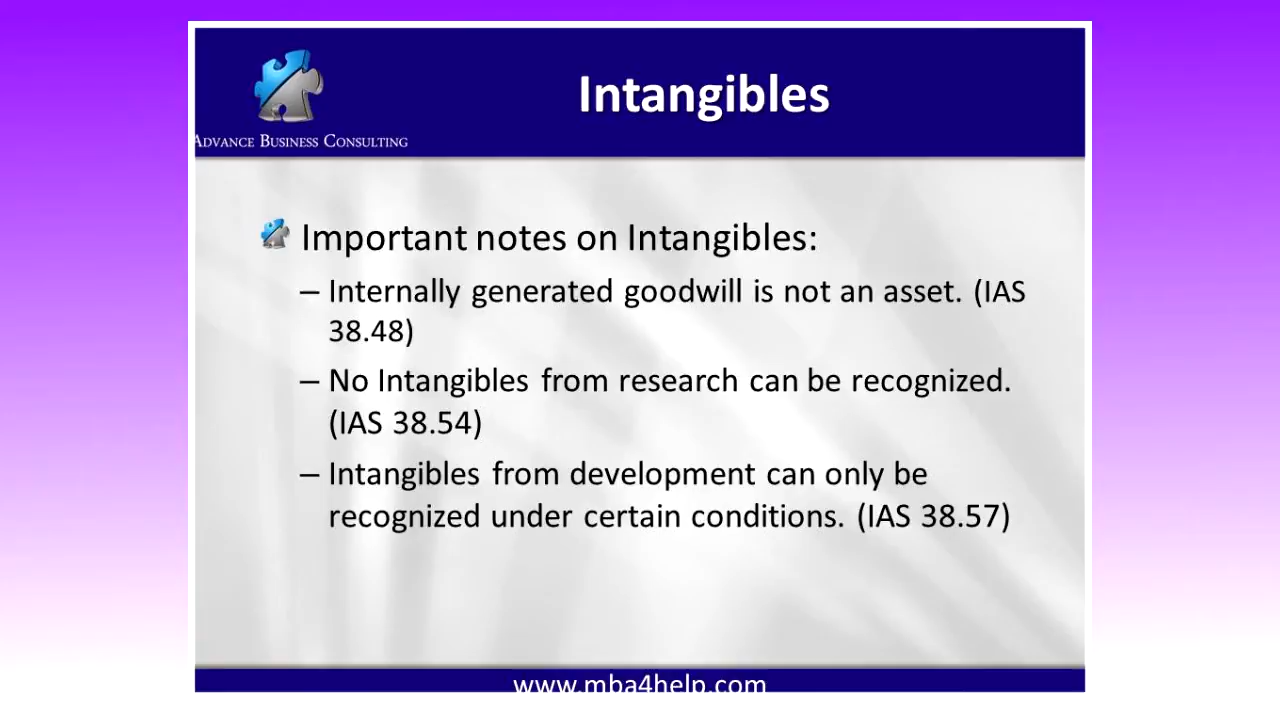 ADVANCE BUSINESS CONSULTING
Intangibles
Important notes on Intangibles:
– Internally generated goodwill is not an asset. (IAS
38.48)
– No Intangibles from research can be recognized.
(IAS 38.54)
– Intangibles from development can only be
recognized under certain conditions. (IAS 38.57)
www.mba4help.com